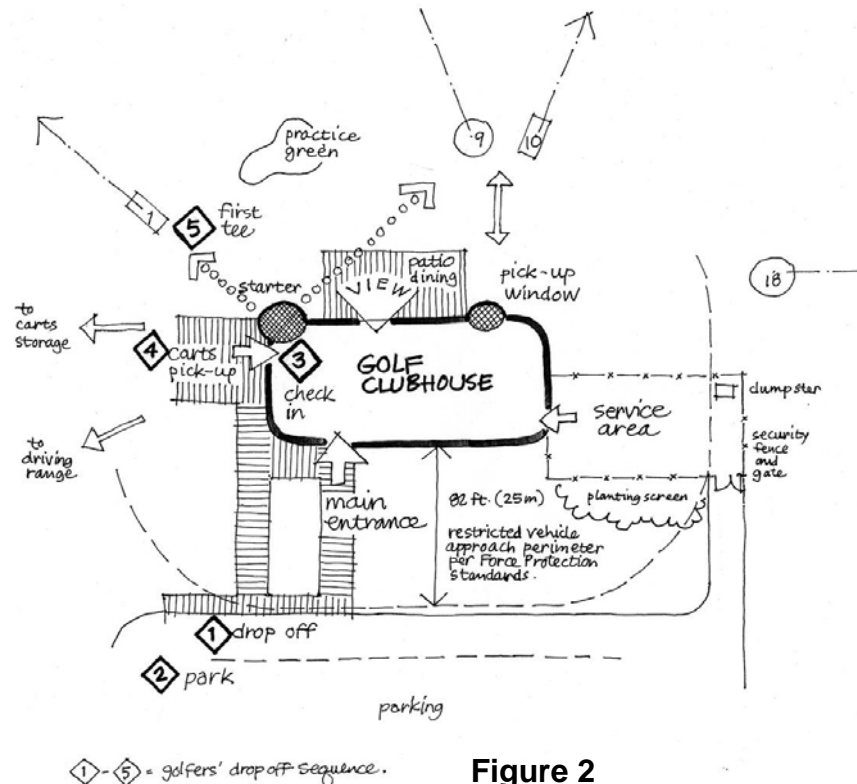 practice
green
9
10
1
5
first
tee
starter
VIEW
patio
dining
pick-up
window
18
to
carts
storage
4
carts
pick-up
3
check
in
GOLF
CLUBHOUSE
service
area
dumpster
security
fence
and
gate
to
driving
range
main
entrance
82 ft. (25m)
restricted vehicle
approach perimeter
per Force Protection
standards.
planting screen
1 drop off
2 park
parking
1 - 5 = golfers' drop off sequence.
Figure 2